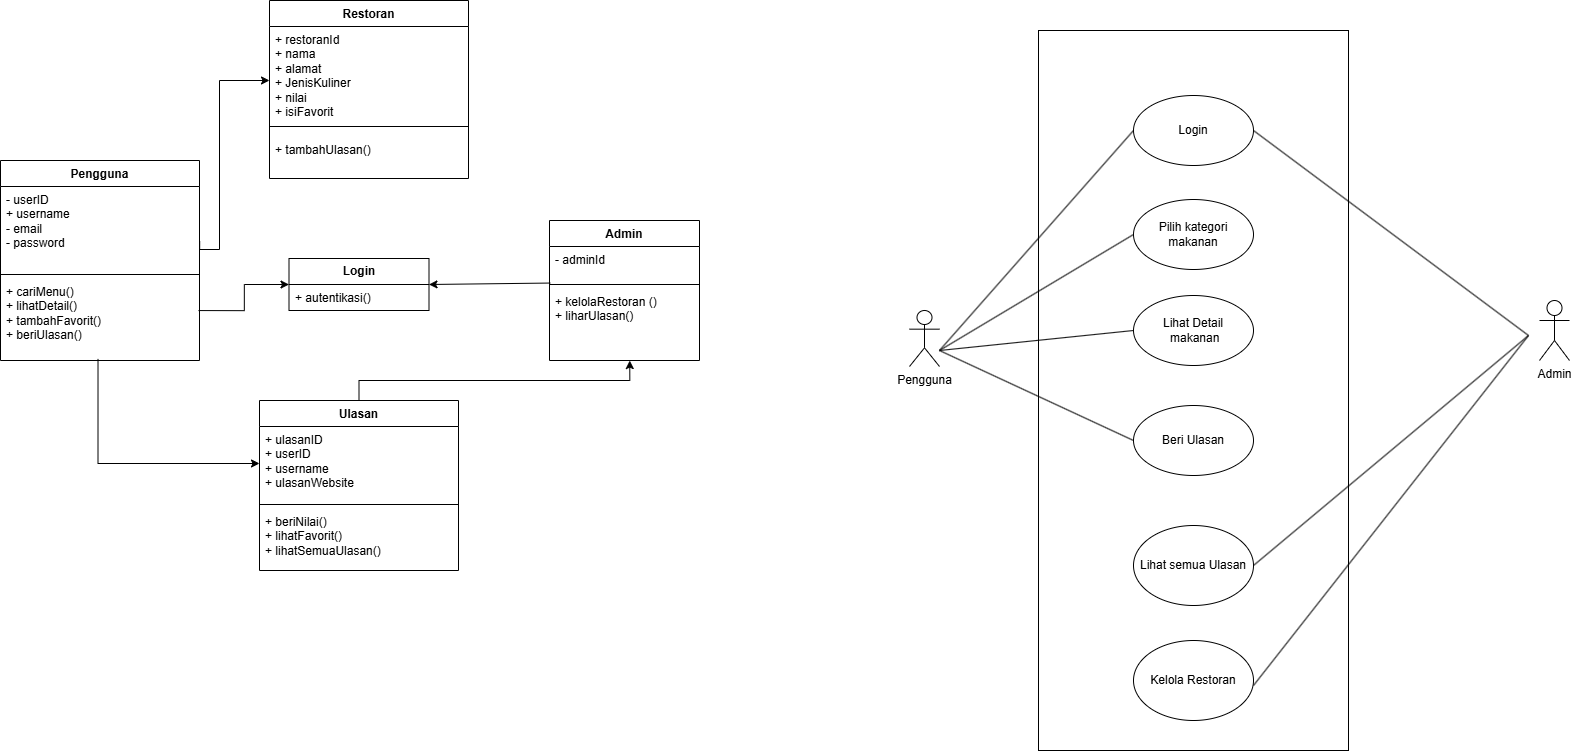 Restoran
+ restoranId
+ nama
+ alamat
+ JenisKuliner
+ nilai
+ isiFavorit
+ tambahUlasan()
Pengguna
- userID
+ username
- email
- password
+ cariMenu()
+ lihatDetail()
+ tambahFavorit()
+ beriUlasan()
Login
+ autentikasi()
Admin
- adminId
+ kelolaRestoran ()
+ liharUlasan()
Ulasan
+ ulasanID
+ userID
+ username
+ ulasanWebsite
+ beriNilai()
+ lihatFavorit()
+ lihatSemuaUlasan()
Login
Pilih kategori
makanan
Lihat Detail
makanan
Beri Ulasan
Lihat semua Ulasan
Kelola Restoran
Pengguna
Admin